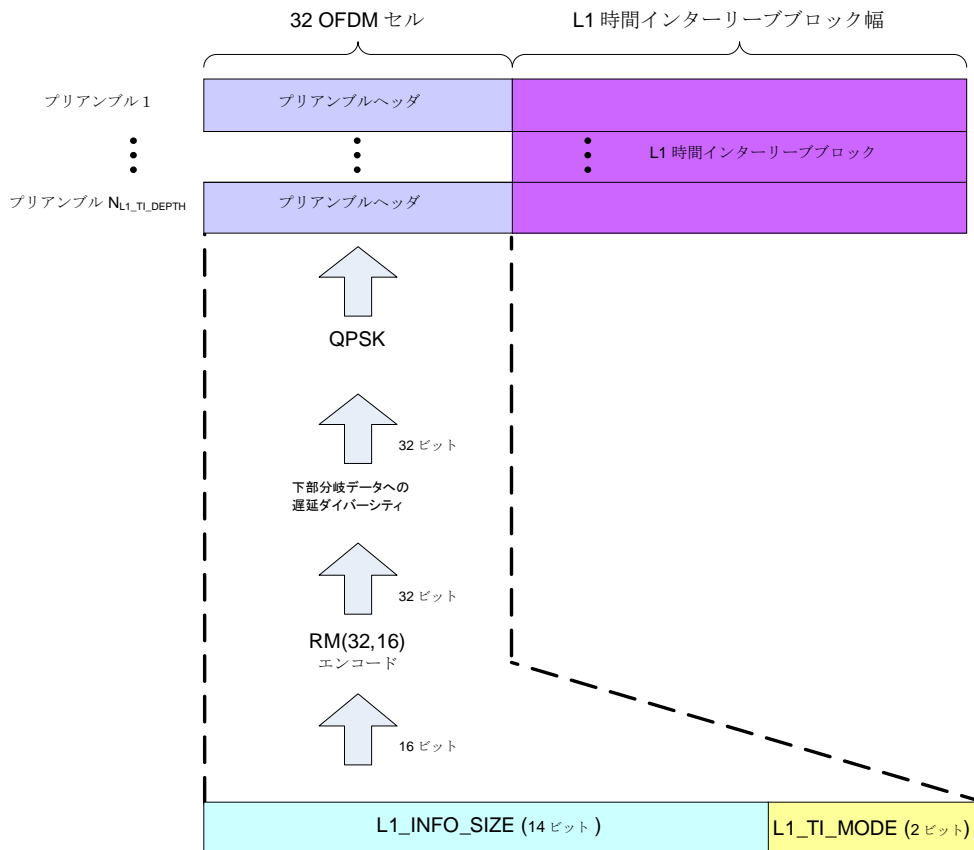 32 OFDM セル
L1 時間インターリーブブロック幅
プリアンブル 1
プリアンブルヘッダ
L1 時間インターリーブブロック
プリアンブル NL1_TI_DEPTH
プリアンブルヘッダ
QPSK
32 ビット
下部分岐データへの
遅延ダイバーシティ
32 ビット
RM(32,16)
エンコード
16 ビット
L1_INFO_SIZE (14 ビット )
L1_TI_MODE (2 ビット)